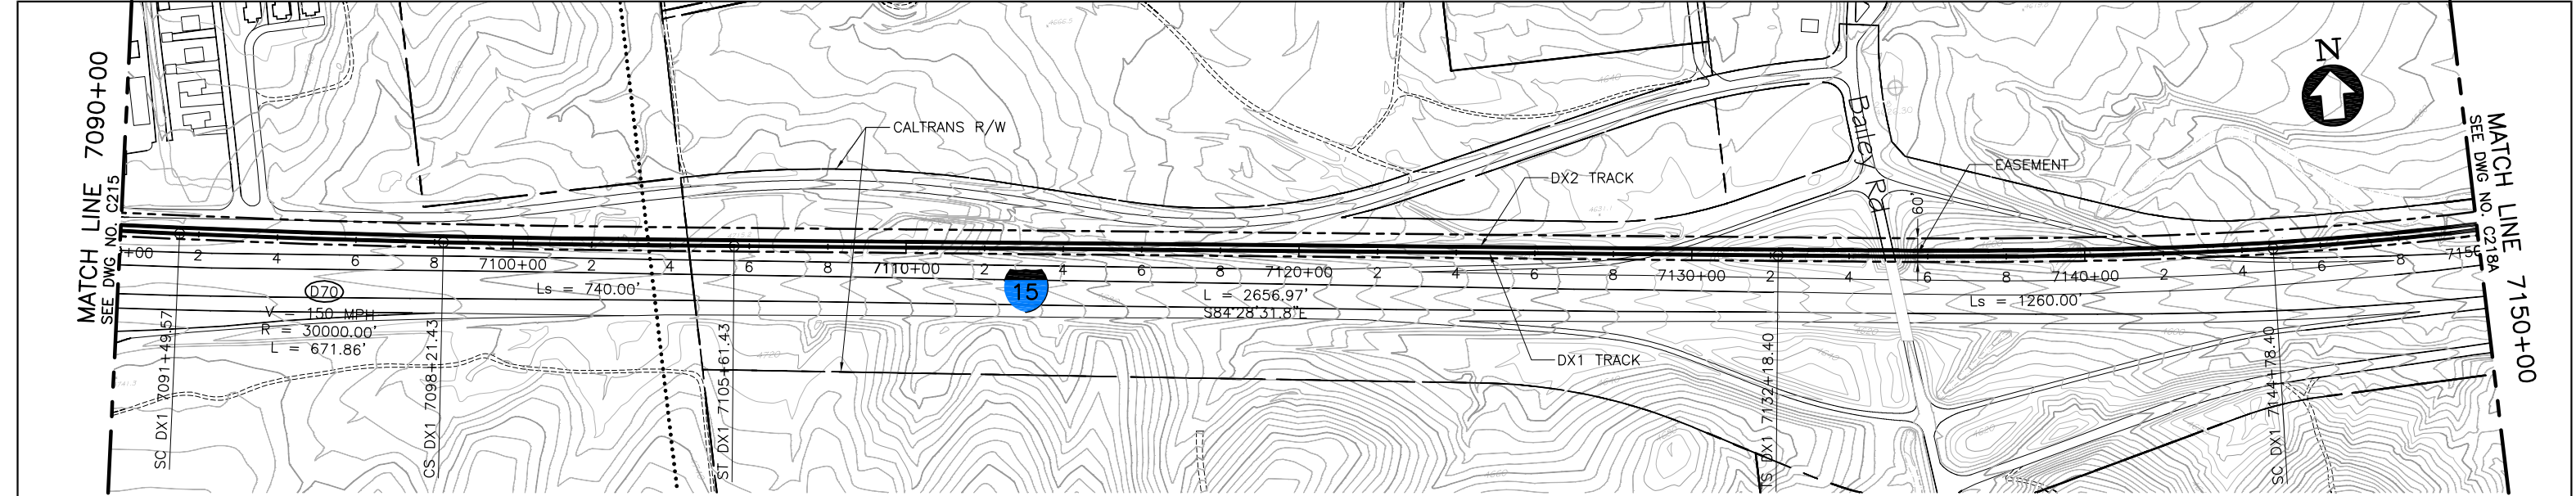 MATCH LINE 7090+00
SEE DWG NO. C215
CALTRANS R/W
DX2 TRACK
Bailey Rd
EASEMENT
60'
N
MATCH LINE 7150+00
SEE DWG NO. C218A
+00 2 4 6 8 7100+00 2 4 6 8 7110+00 2 4 6 8 7120+00 2 4 6 8 7130+00 2 4 6 8 7140+00 2 4 6 8 715
D70
V = 150 MPH
R = 30000.00'
L = 671.86'
Ls = 740.00'
15
L = 2656.97'
S84°28'31.8"E
Ls = 1260.00'
DX1 TRACK
SC DX1 7091+49.57
CS DX1 7098+21.43
ST DX1 7105+61.43
TS DX1 7132+18.40
SC DX1 7144+78.40
4720
4640